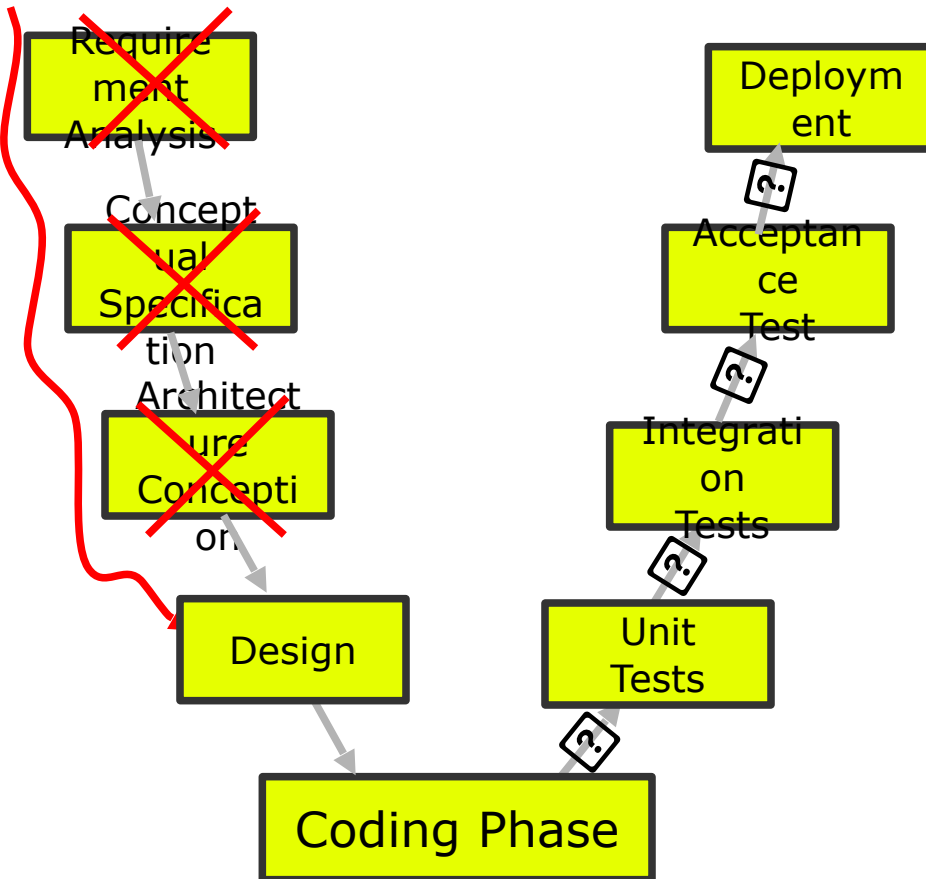 Require
ment
Analysis
Concept
ual
Specifica
tion
Architect
ure
Concepti
on
Design
Coding Phase
?
Unit
Tests
?
Integrati
on
Tests
?
Acceptan
ce
Test
?
Deploym
ent